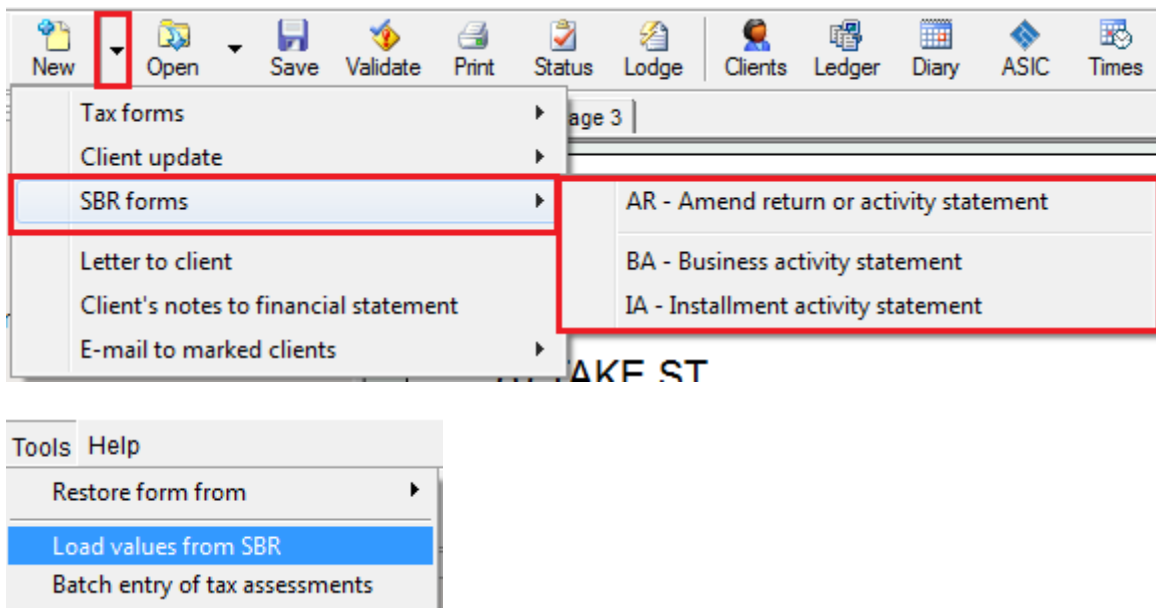 New Open Save Validate Print Status Lodge Clients Ledger Diary ASIC Times
Tax forms
age 3
Client update
SBR forms
AR - Amend return or activity statement
Letter to client
BA - Business activity statement
Client's notes to financial statement
IA - Installment activity statement
E-mail to marked clients
TAKE ST
Tools Help
Restore form from
Load values from SBR
Batch entry of tax assessments